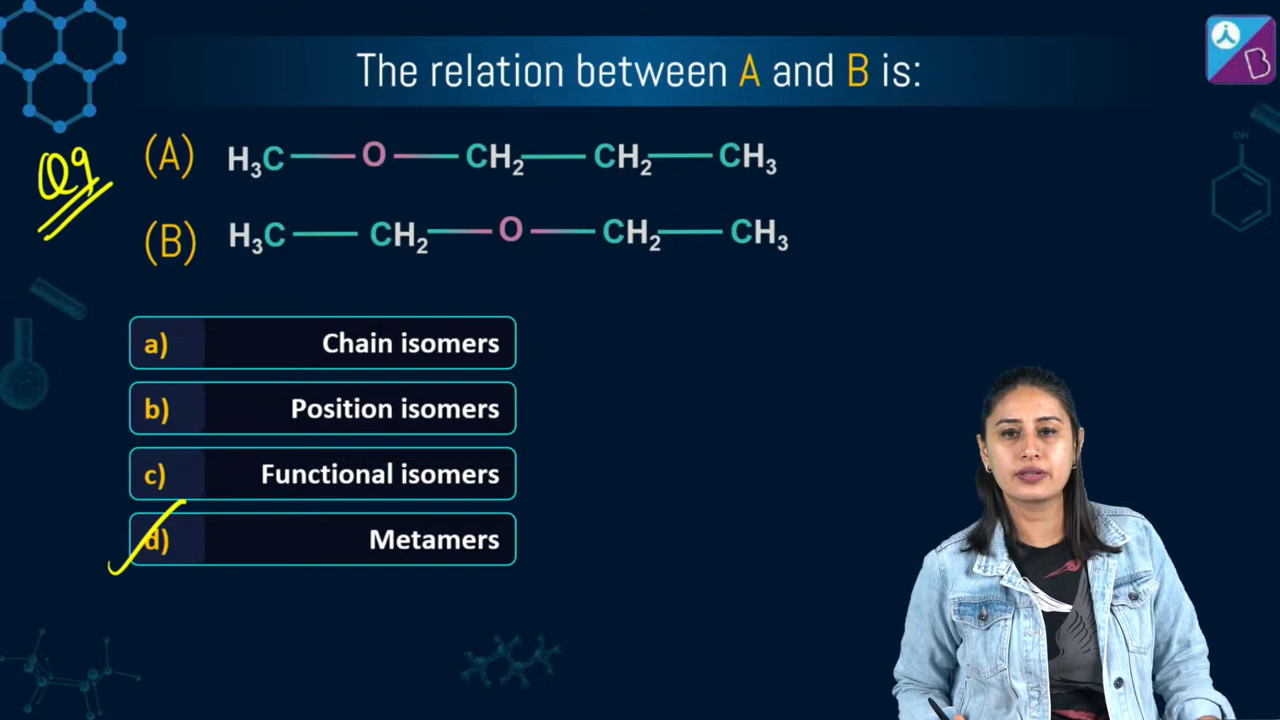 The relation between A and B is:
Q9
(A) H₃C—O—CH₂—CH₂—CH₃
(B) H₃C—CH₂—O—CH₂—CH₃
a) Chain isomers
b) Position isomers
c) Functional isomers
d) Metamers
B
OH